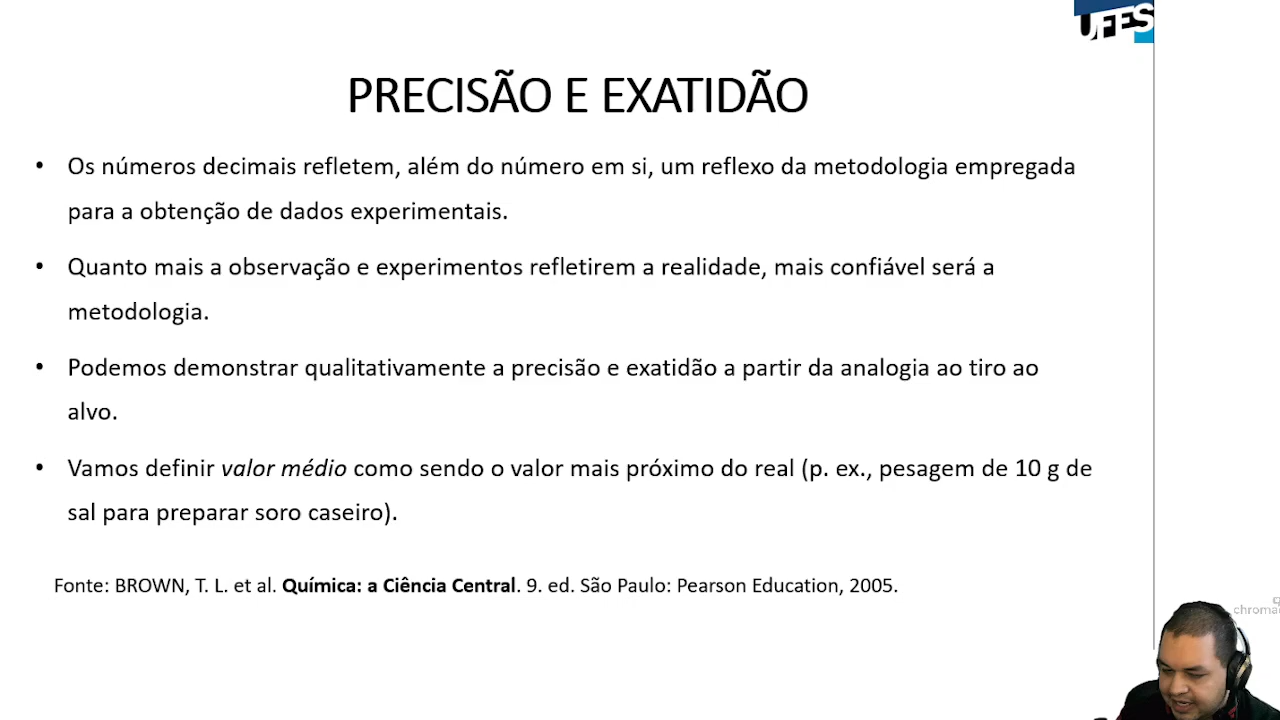 UFES
PRECISÃO E EXATIDÃO
• Os números decimais refletem, além do número em si, um reflexo da metodologia empregada
para a obtenção de dados experimentais.
• Quanto mais a observação e experimentos refletirem a realidade, mais confiável será a
metodologia.
• Podemos demonstrar qualitativamente a precisão e exatidão a partir da analogia ao tiro ao
alvo.
• Vamos definir valor médio como sendo o valor mais próximo do real (p. ex., pesagem de 10 g de
sal para preparar soro caseiro).
Fonte: BROWN, T. L. et al. Química: a Ciência Central. 9. ed. São Paulo: Pearson Education, 2005.